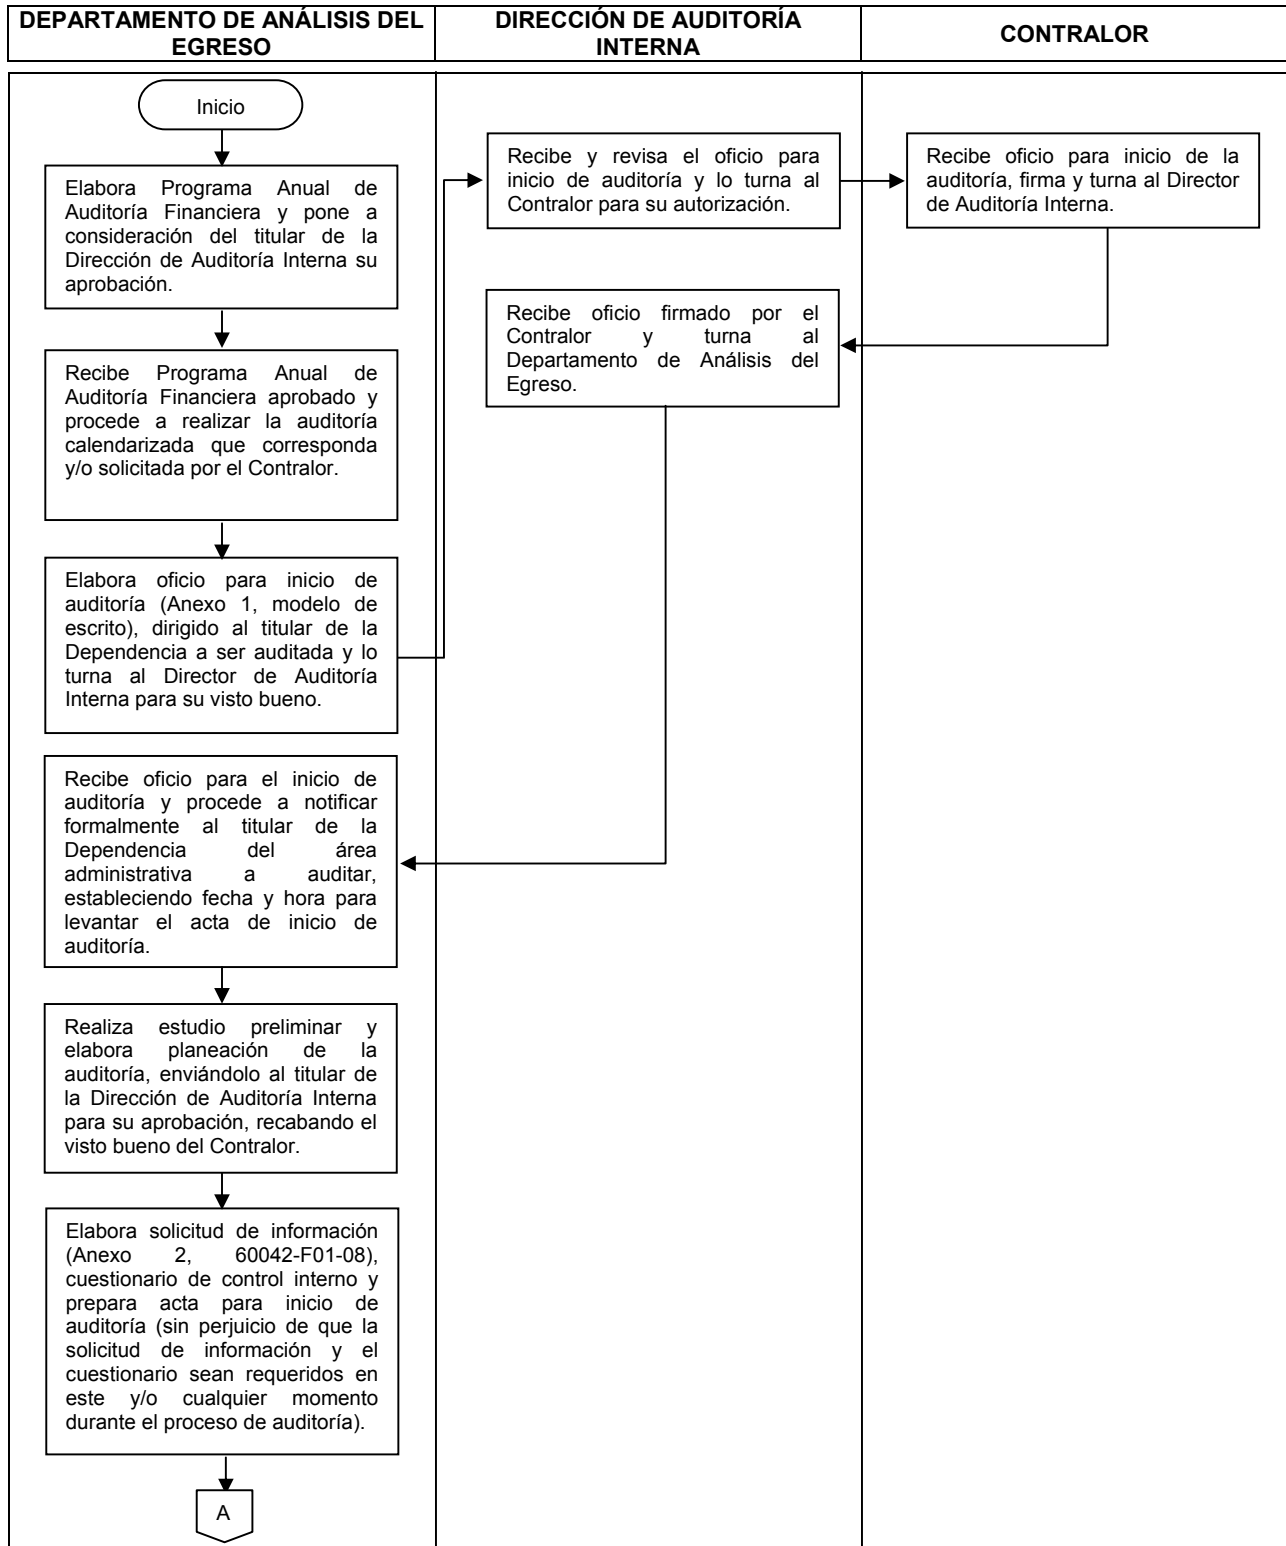 DEPARTAMENTO DE ANÁLISIS DEL
EGRESO
DIRECCIÓN DE AUDITORÍA
INTERNA
CONTRALOR
Inicio
Elabora Programa Anual de
Auditoría Financiera y pone a
consideración del titular de la
Dirección de Auditoría Interna su
aprobación.
Recibe Programa Anual de
Auditoría Financiera aprobado y
procede a realizar la auditoría
calendarizada que corresponda
y/o solicitada por el Contralor.
Elabora oficio para inicio de
auditoría (Anexo 1, modelo de
escrito), dirigido al titular de la
Dependencia a ser auditada y lo
turna al Director de Auditoría
Interna para su visto bueno.
Recibe y revisa el oficio para
inicio de auditoría y lo turna al
Contralor para su autorización.
Recibe oficio para inicio de la
auditoría, firma y turna al Director
de Auditoría Interna.
Recibe oficio firmado por el
Contralor y turna al
Departamento de Análisis del
Egreso.
Recibe oficio para el inicio de
auditoría y procede a notificar
formalmente al titular de la
Dependencia del área
administrativa a auditar,
estableciendo fecha y hora para
levantar el acta de inicio de
auditoría.
Realiza estudio preliminar y
elabora planeación de la
auditoría, enviándolo al titular de
la Dirección de Auditoría Interna
para su aprobación, recabando el
visto bueno del Contralor.
Elabora solicitud de información
(Anexo 2, 60042-F01-08),
cuestionario de control interno y
prepara acta para inicio de
auditoría (sin perjuicio de que la
solicitud de información y el
cuestionario sean requeridos en
este y/o cualquier momento
durante el proceso de auditoría).
A